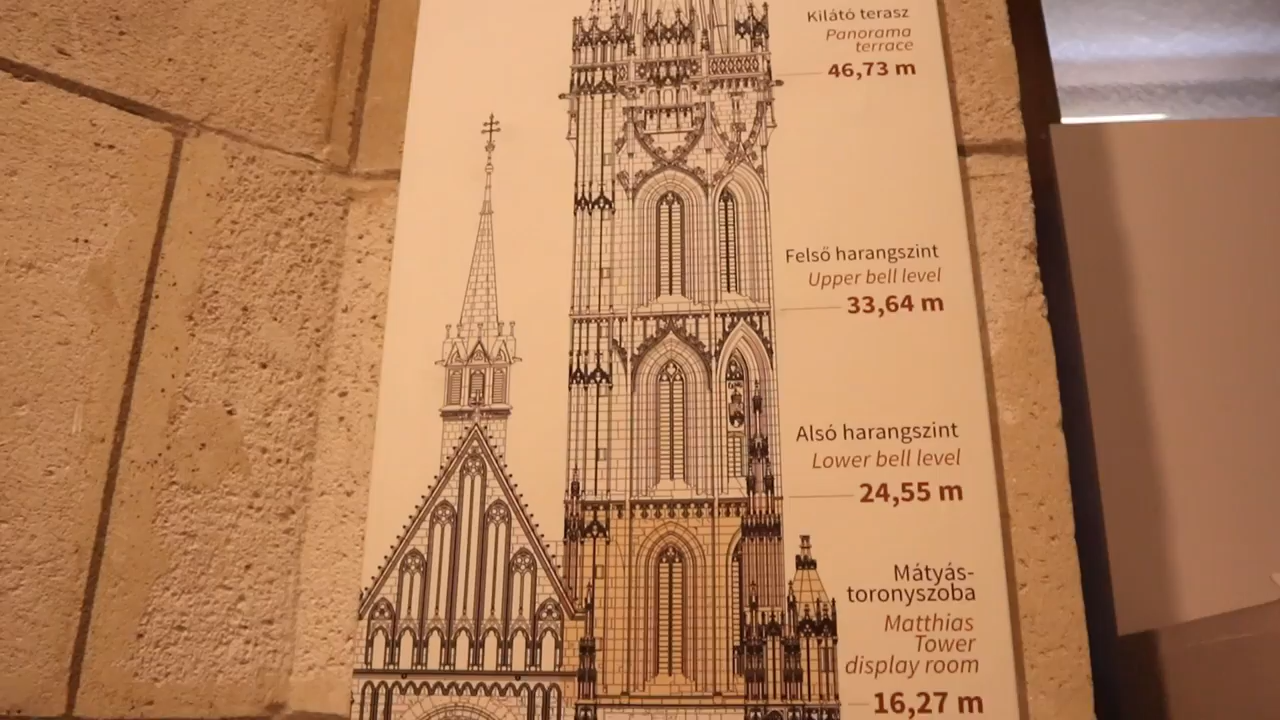 Kilátó terasz
Panorama
terrace
46,73 m
Felső harangszint
Upper bell level
33,64 m
Alsó harangszint
Lower bell level
24,55 m
Mátyás-
toronyszoba
Matthias
Tower
display room
16,27 m